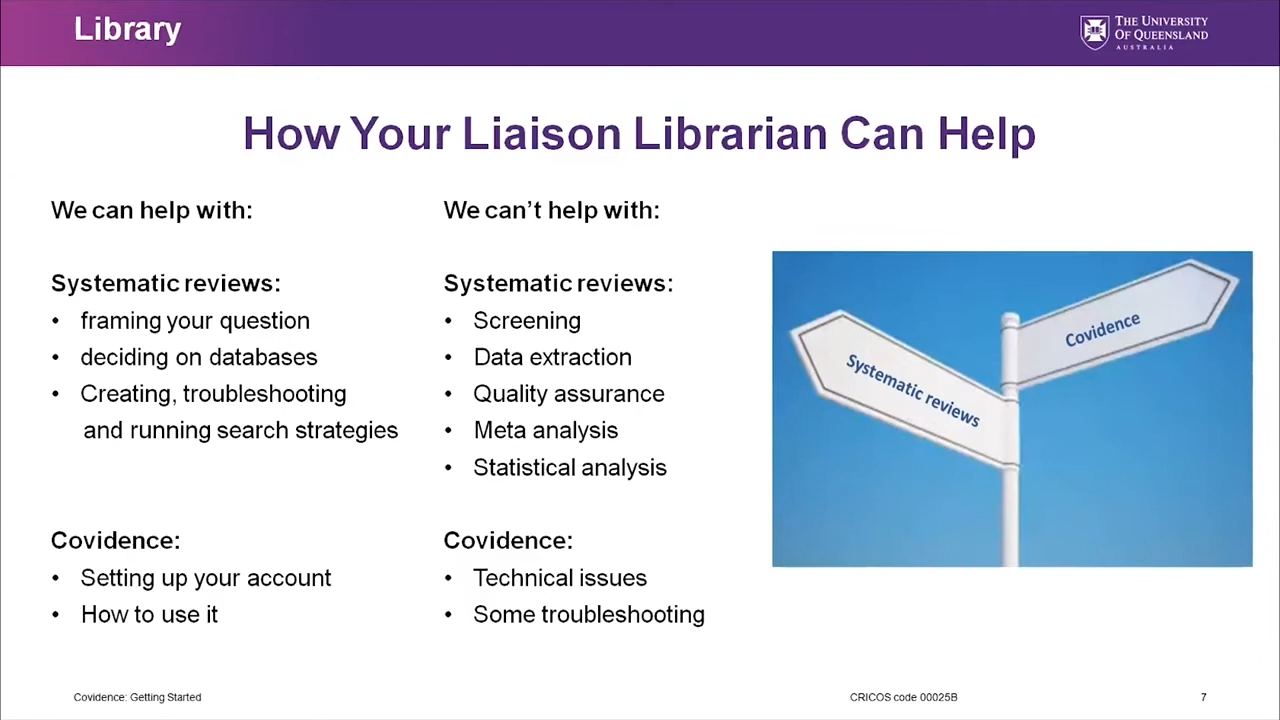 Library
THE UNIVERSITY
OF QUEENSLAND
AUSTRALIA
How Your Liaison Librarian Can Help
We can help with:
Systematic reviews:
• framing your question
• deciding on databases
• Creating, troubleshooting
and running search strategies
Covidence:
• Setting up your account
• How to use it
We can’t help with:
Systematic reviews:
• Screening
• Data extraction
• Quality assurance
• Meta analysis
• Statistical analysis
Covidence:
• Technical issues
• Some troubleshooting
Systematic reviews
Covidence
Covidence: Getting Started
CRICOS code 00025B
7